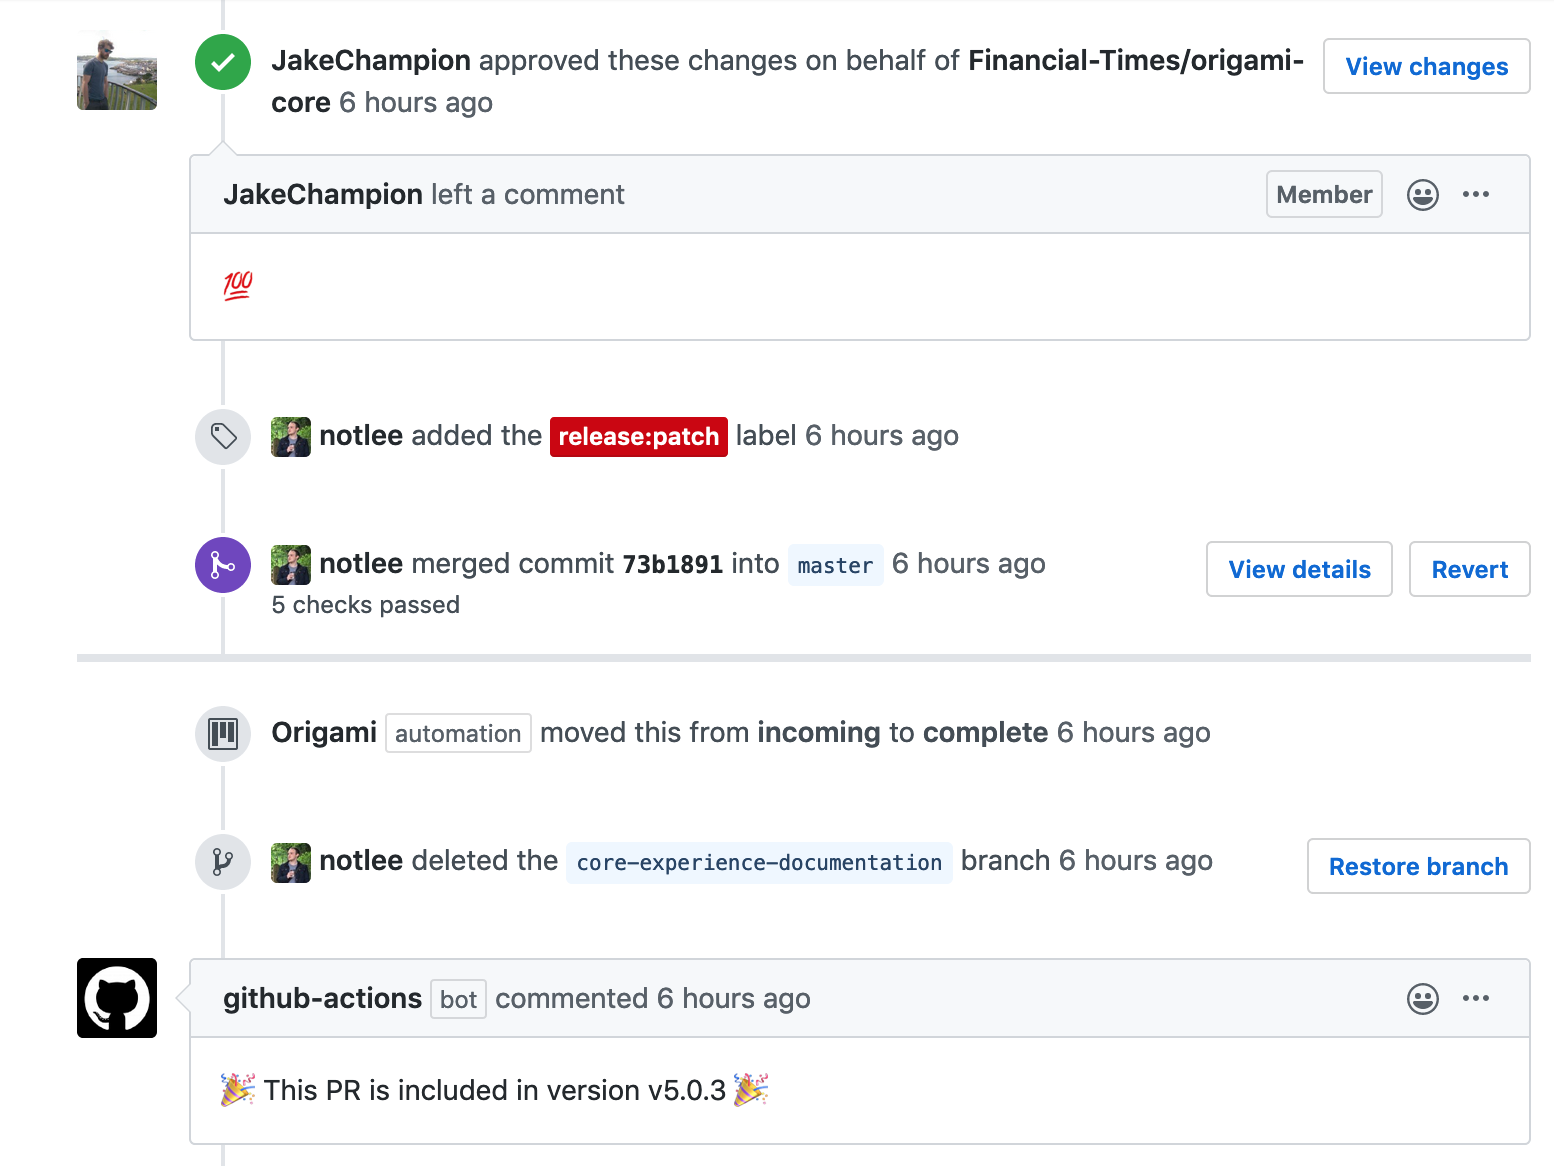 JakeChampion approved these changes on behalf of Financial-Times/origami-
core 6 hours ago
View changes
JakeChampion left a comment
Member
💯
notlee added the release:patch label 6 hours ago
notlee merged commit 73b1891 into master 6 hours ago
View details
Revert
5 checks passed
Origami automation moved this from incoming to complete 6 hours ago
notlee deleted the core-experience-documentation branch 6 hours ago
Restore branch
github-actions bot commented 6 hours ago
🎉 This PR is included in version v5.0.3 🎉